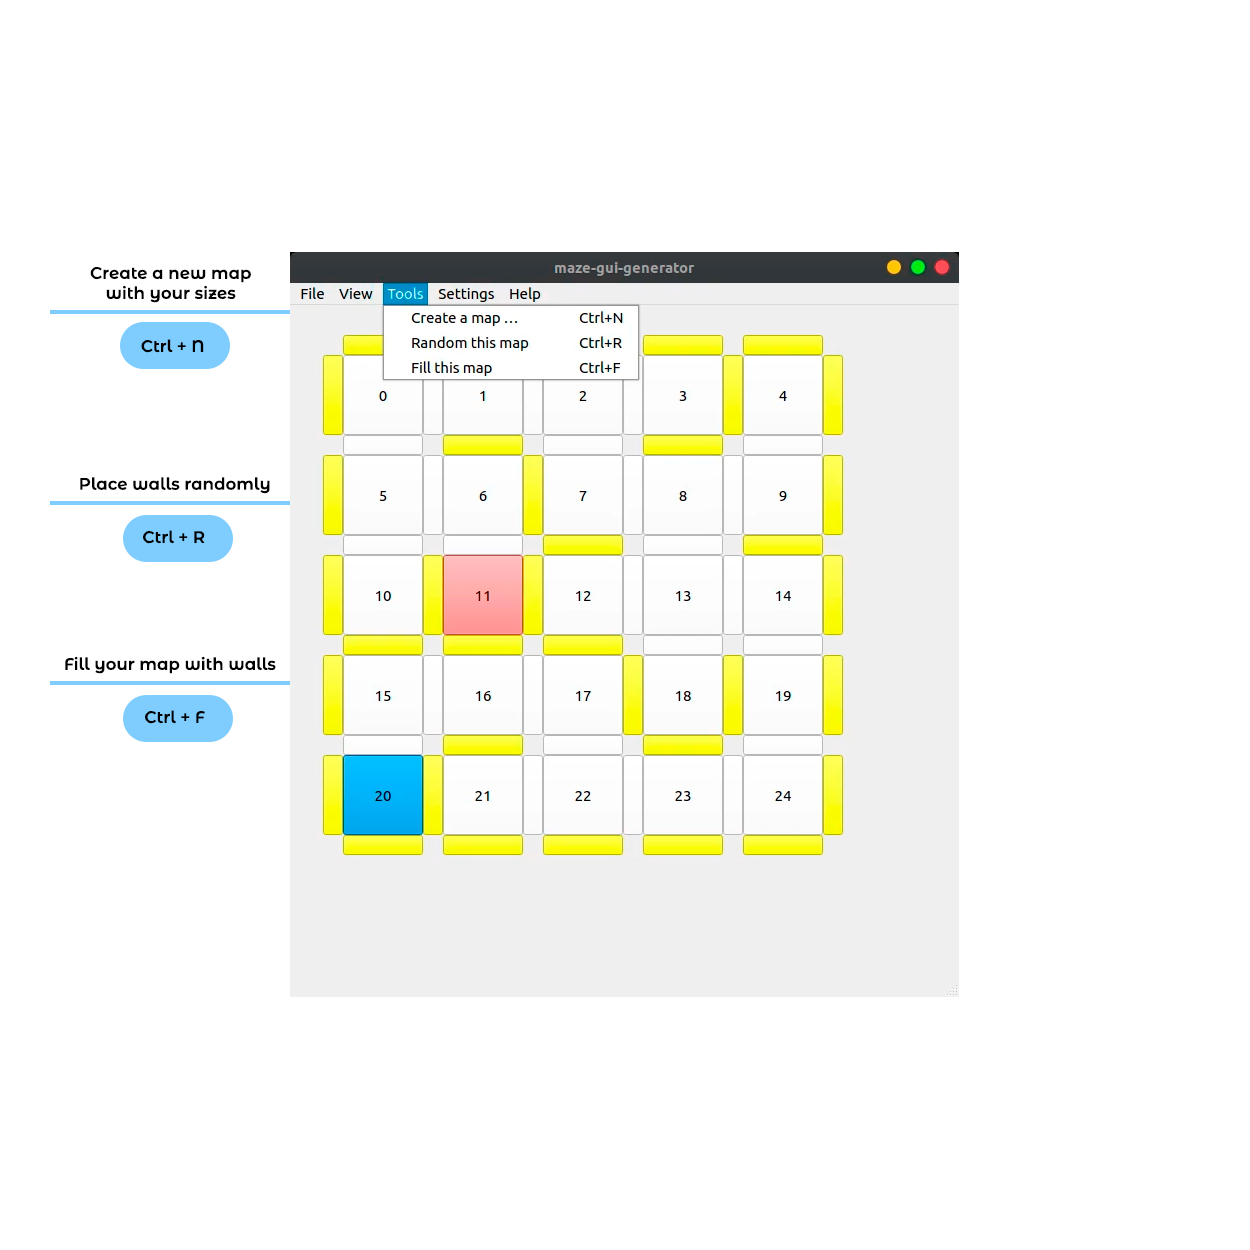 Create a new map
with your sizes
Ctrl + N
Place walls randomly
Ctrl + R
Fill your map with walls
Ctrl + F
maze-gui-generator
File View Tools Settings Help
Create a map ... Ctrl+N
Random this map Ctrl+R
Fill this map Ctrl+F
0 1 2 3 4
5 6 7 8 9
10 11 12 13 14
15 16 17 18 19
20 21 22 23 24